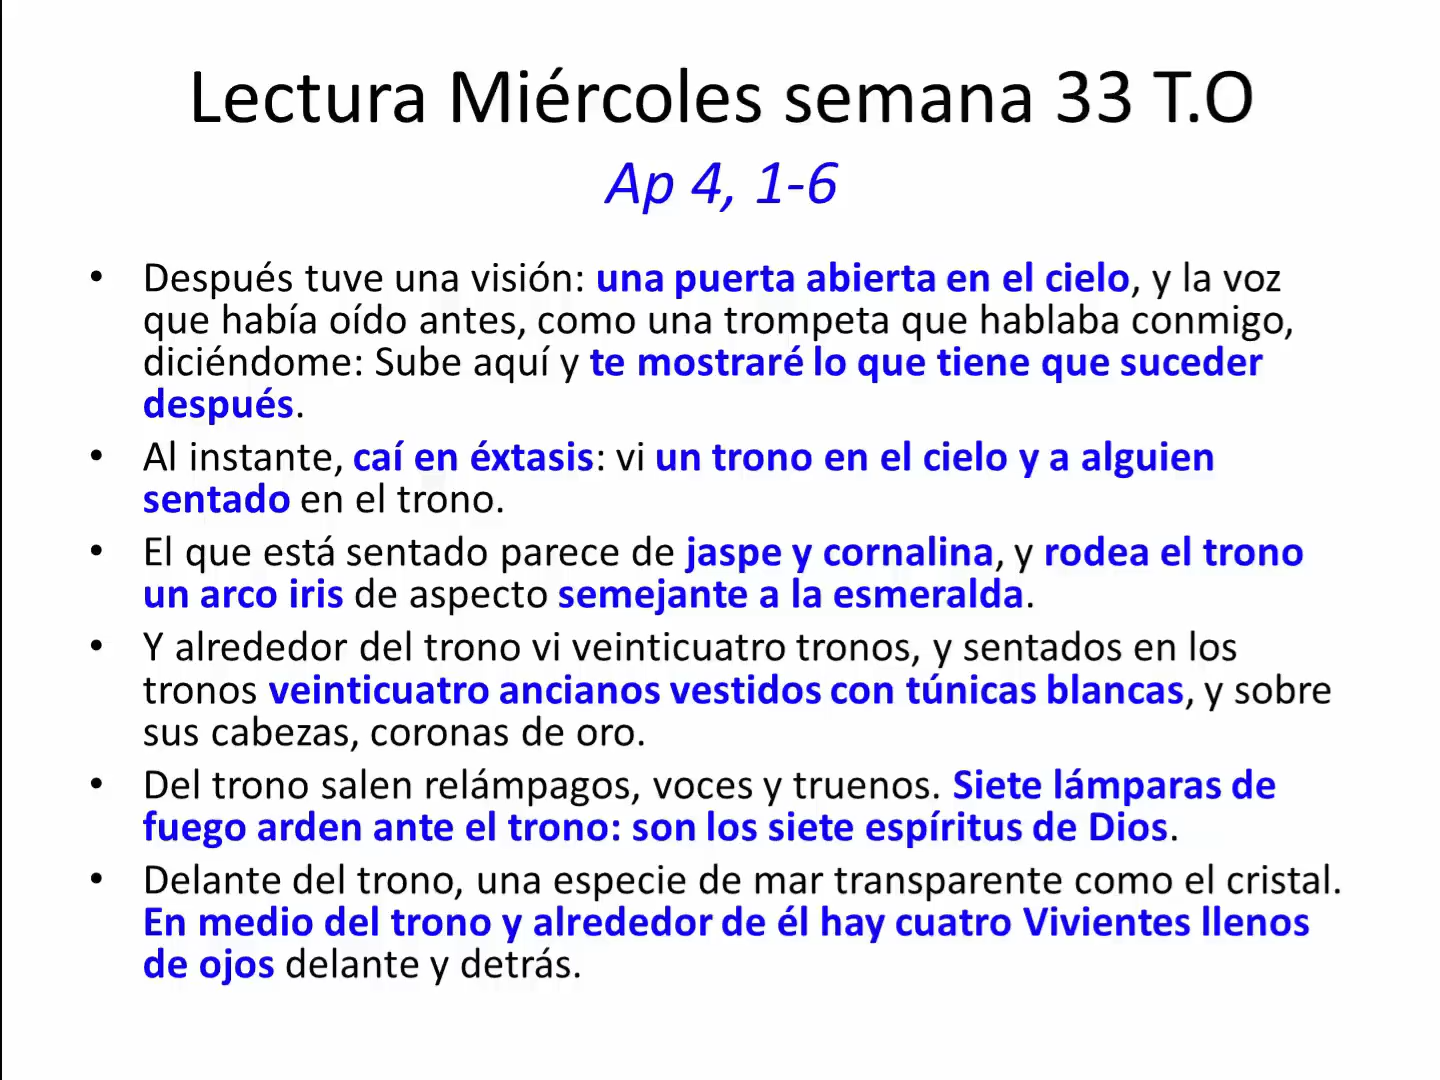 Lectura Miércoles semana 33 T.O
Ap 4, 1-6
• Después tuve una visión: una puerta abierta en el cielo, y la voz
que había oído antes, como una trompeta que hablaba conmigo,
diciéndome: Sube aquí y te mostraré lo que tiene que suceder
después.
• Al instante, caí en éxtasis: vi un trono en el cielo y a alguien
sentado en el trono.
• El que está sentado parece de jaspe y cornalina, y rodea el trono
un arco iris de aspecto semejante a la esmeralda.
• Y alrededor del trono vi veinticuatro tronos, y sentados en los
tronos veinticuatro ancianos vestidos con túnicas blancas, y sobre
sus cabezas, coronas de oro.
• Del trono salen relámpagos, voces y truenos. Siete lámparas de
fuego arden ante el trono: son los siete espíritus de Dios.
• Delante del trono, una especie de mar transparente como el cristal.
En medio del trono y alrededor de él hay cuatro Vivientes llenos
de ojos delante y detrás.